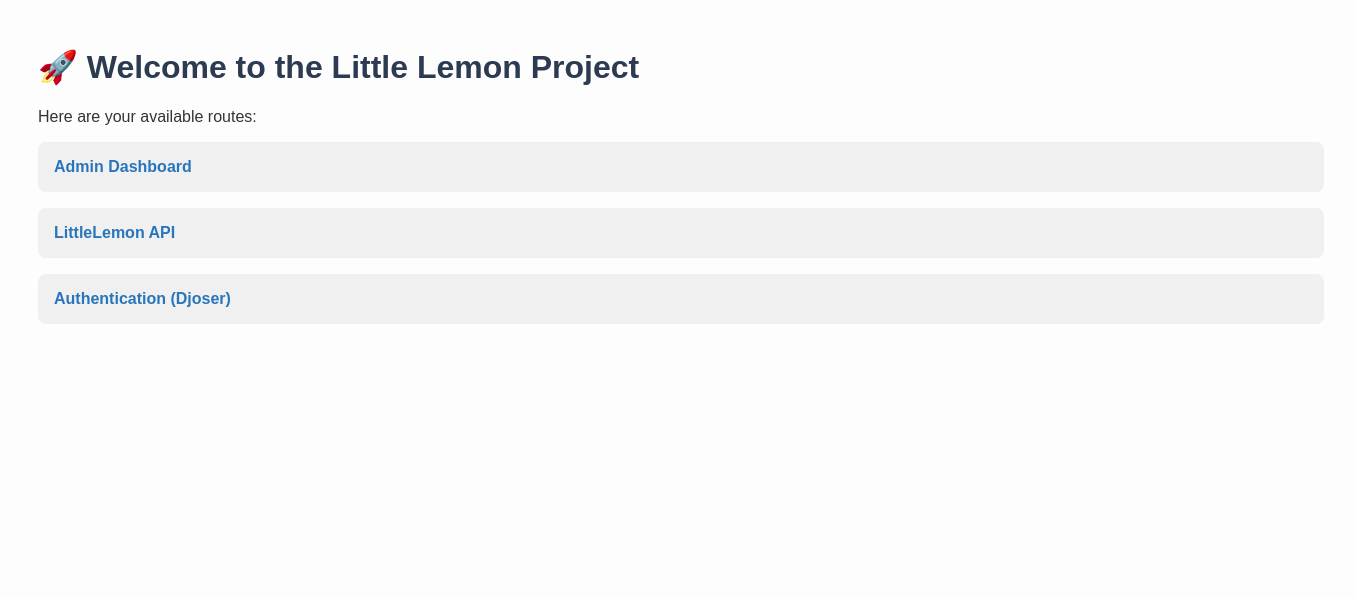 🚀 Welcome to the Little Lemon Project
Here are your available routes:
Admin Dashboard
LittleLemon API
Authentication (Djoser)